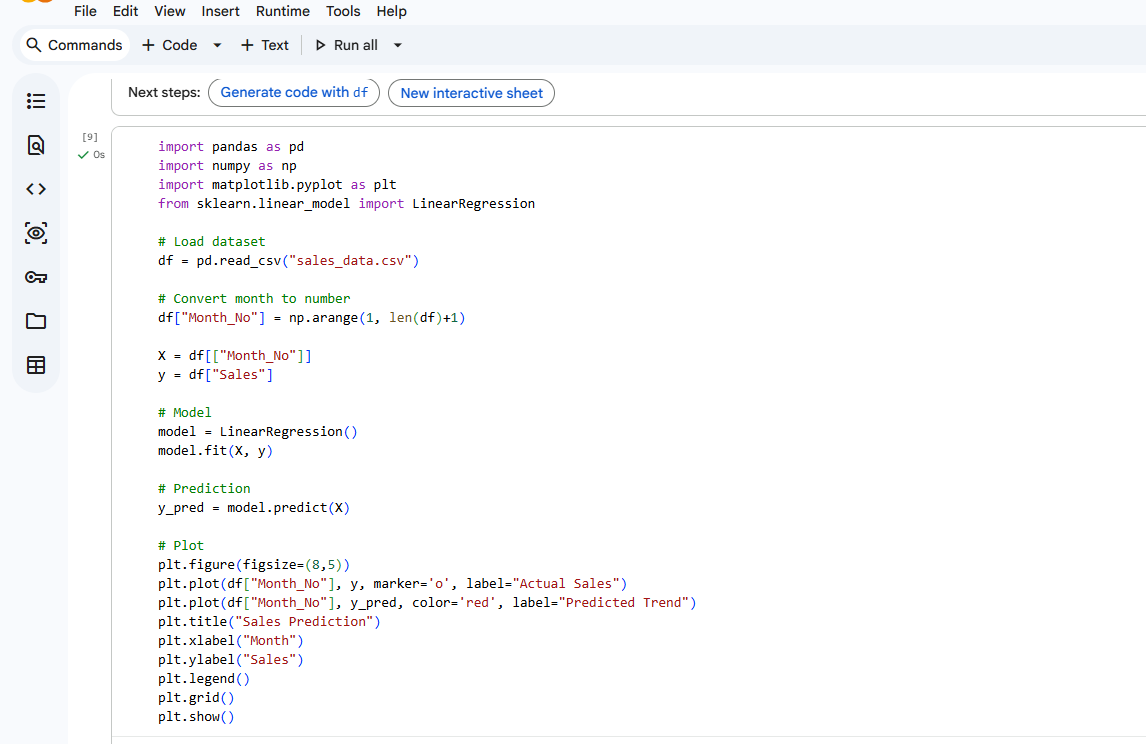 File Edit View Insert Runtime Tools Help
Commands + Code + Text Run all
Next steps: Generate code with df New interactive sheet
[9]
0s
import pandas as pd
import numpy as np
import matplotlib.pyplot as plt
from sklearn.linear_model import LinearRegression
# Load dataset
df = pd.read_csv("sales_data.csv")
# Convert month to number
df["Month_No"] = np.arange(1, len(df)+1)
X = df[["Month_No"]]
y = df["Sales"]
# Model
model = LinearRegression()
model.fit(X, y)
# Prediction
y_pred = model.predict(X)
# Plot
plt.figure(figsize=(8,5))
plt.plot(df["Month_No"], y, marker='o', label="Actual Sales")
plt.plot(df["Month_No"], y_pred, color='red', label="Predicted Trend")
plt.title("Sales Prediction")
plt.xlabel("Month")
plt.ylabel("Sales")
plt.legend()
plt.grid()
plt.show()